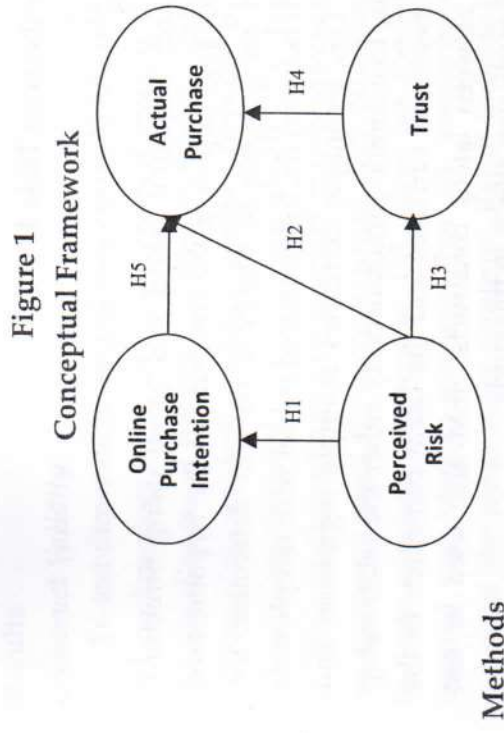 Figure 1
Conceptual Framework
Online
Purchase
Intention
H5
Actual
Purchase
H1
H2
H4
Perceived
Risk
H3
Trust
Methods